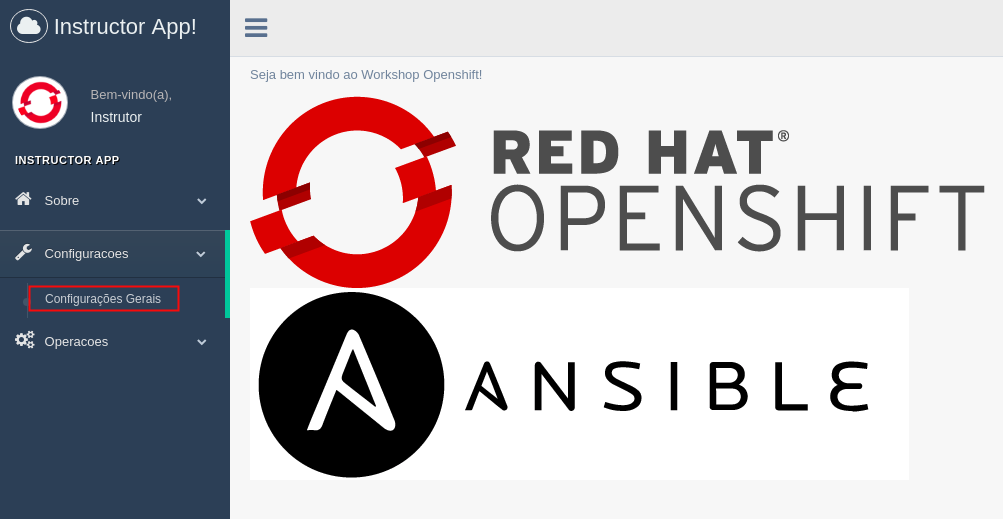 Instructor App!
Bem-vindo(a),
Instrutor
INSTRUCTOR APP
Sobre
Configuracoes
Configurações Gerais
Operacoes
Seja bem vindo ao Workshop Openshift!
RED HAT®
OPENSHIFT
ANSIBLE